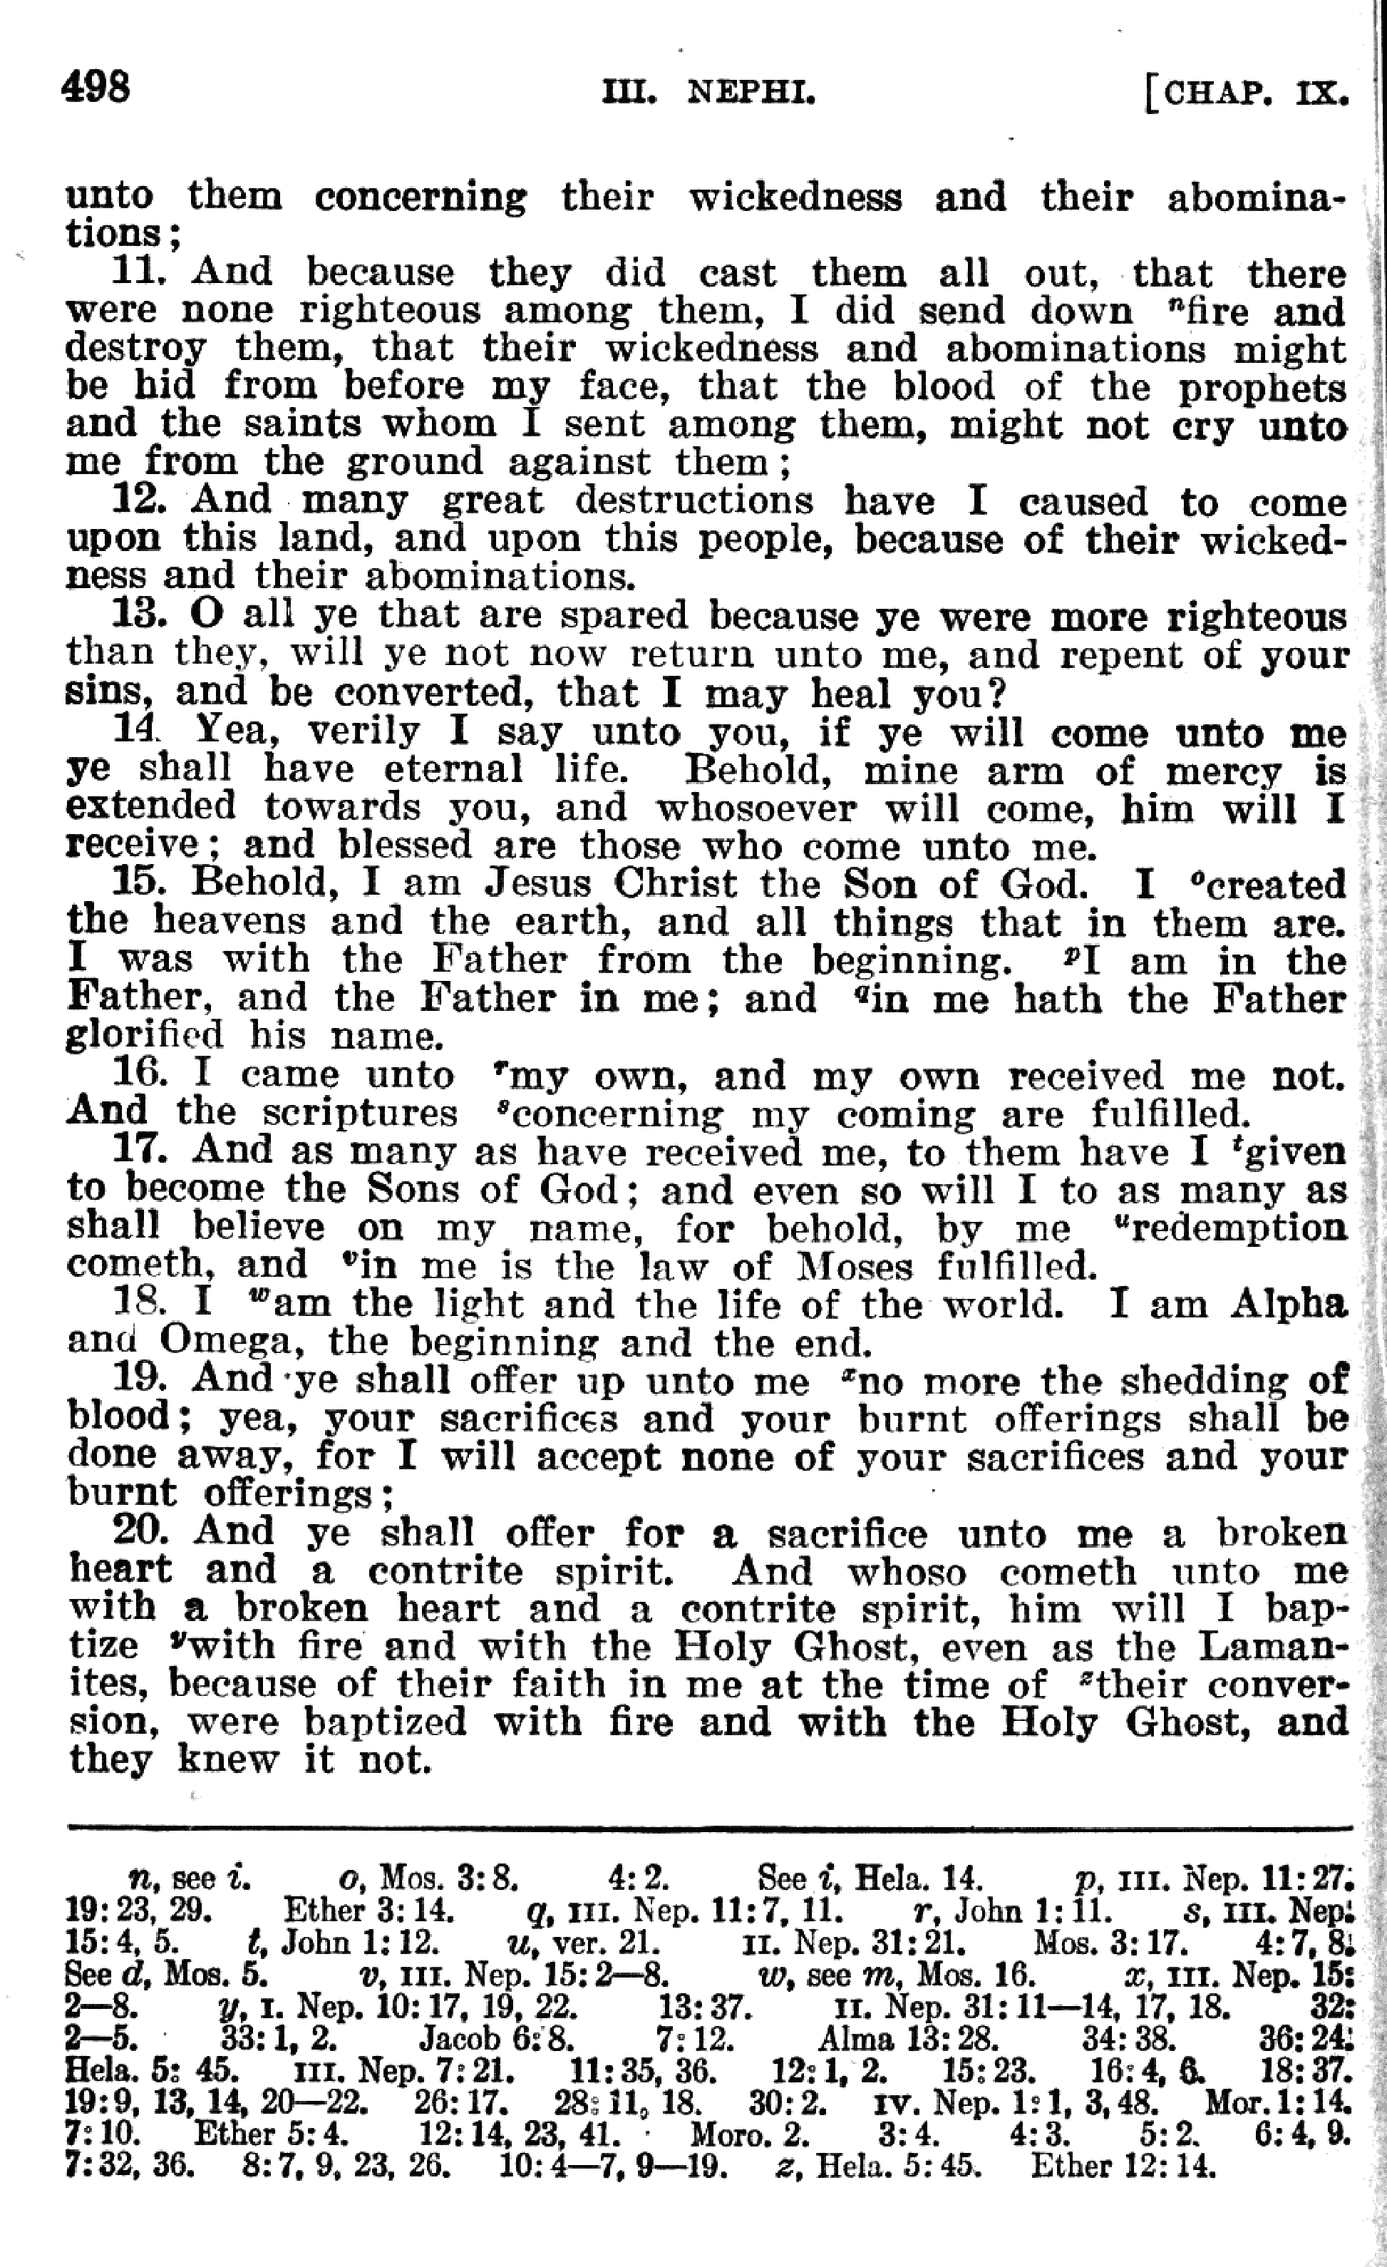 498 III. NEPHI. [CHAP. IX.
unto them concerning their wickedness and their abomina-
tions;
11. And because they did cast them all out, that there
were none righteous among them, I did send down ⁿfire and
destroy them, that their wickedness and abominations might
be hid from before my face, that the blood of the prophets
and the saints whom I sent among them, might not cry unto
me from the ground against them;
12. And many great destructions have I caused to come
upon this land, and upon this people, because of their wicked-
ness and their abominations.
13. O all ye that are spared because ye were more righteous
than they, will ye not now return unto me, and repent of your
sins, and be converted, that I may heal you?
14. Yea, verily I say unto you, if ye will come unto me
ye shall have eternal life. Behold, mine arm of mercy is
extended towards you, and whosoever will come, him will I
receive; and blessed are those who come unto me.
15. Behold, I am Jesus Christ the Son of God. I ᵒcreated
the heavens and the earth, and all things that in them are.
I was with the Father from the beginning. ᵖI am in the
Father, and the Father in me; and ᑫin me hath the Father
glorified his name.
16. I came unto ʳmy own, and my own received me not.
And the scriptures ˢconcerning my coming are fulfilled.
17. And as many as have received me, to them have I ᵗgiven
to become the Sons of God; and even so will I to as many as
shall believe on my name, for behold, by me ᵘredemption
cometh, and ᵛin me is the law of Moses fulfilled.
18. I ʷam the light and the life of the world. I am Alpha
and Omega, the beginning and the end.
19. And ye shall offer up unto me ˣno more the shedding of
blood; yea, your sacrifices and your burnt offerings shall be
done away, for I will accept none of your sacrifices and your
burnt offerings;
20. And ye shall offer for a sacrifice unto me a broken
heart and a contrite spirit. And whoso cometh unto me
with a broken heart and a contrite spirit, him will I bap-
tize ʸwith fire and with the Holy Ghost, even as the Laman-
ites, because of their faith in me at the time of ᶻtheir conver-
sion, were baptized with fire and with the Holy Ghost, and
they knew it not.
n, see i. o, Mos. 3:8. 4:2. See i, Hela. 14. p, III. Nep. 11:27.
19:23, 29. Ether 3:14. q, III. Nep. 11:7, 11. r, John 1:11. s, III. Nep.
15:4, 5. t, John 1:12. u, ver. 21. II. Nep. 31:21. Mos. 3:17. 4:7, 8.
See d, Mos. 5. v, III. Nep. 15:2—8. w, see m, Mos. 16. x, III. Nep. 15:
2—8. y, I. Nep. 10:17, 19, 22. 13:37. II. Nep. 31:11—14, 17, 18. 32:
2—5. 33:1, 2. Jacob 6:8. 7:12. Alma 13:28. 34:38. 36:24.
Hela. 5:45. III. Nep. 7:21. 11:35, 36. 12:1, 2. 15:23. 16:4, 6. 18:37.
19:9, 13, 14, 20—22. 26:17. 28:11, 18. 30:2. IV. Nep. 1:1, 3, 48. Mor. 1:14.
7:10. Ether 5:4. 12:14, 23, 41. Moro. 2. 3:4. 4:3. 5:2. 6:4, 9.
7:32, 36. 8:7, 9, 23, 26. 10:4—7, 9—19. z, Hela. 5:45. Ether 12:14.